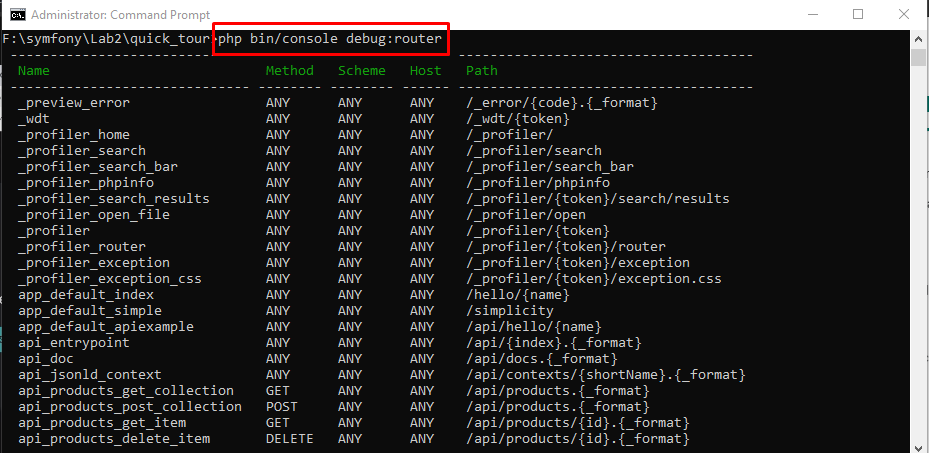 Administrator: Command Prompt
F:\symfony\Lab2\quick_tour>php bin/console debug:router
---------------------------- -------- -------- ------ -----------------------------------
Name Method Scheme Host Path
---------------------------- -------- -------- ------ -----------------------------------
_preview_error ANY ANY ANY /_error/{code}.{_format}
_wdt ANY ANY ANY /_wdt/{token}
_profiler_home ANY ANY ANY /_profiler/
_profiler_search ANY ANY ANY /_profiler/search
_profiler_search_bar ANY ANY ANY /_profiler/search_bar
_profiler_phpinfo ANY ANY ANY /_profiler/phpinfo
_profiler_search_results ANY ANY ANY /_profiler/{token}/search/results
_profiler_open_file ANY ANY ANY /_profiler/open
_profiler ANY ANY ANY /_profiler/{token}
_profiler_router ANY ANY ANY /_profiler/{token}/router
_profiler_exception ANY ANY ANY /_profiler/{token}/exception
_profiler_exception_css ANY ANY ANY /_profiler/{token}/exception.css
app_default_index ANY ANY ANY /hello/{name}
app_default_simple ANY ANY ANY /simplicity
app_default_apiexample ANY ANY ANY /api/hello/{name}
api_entrypoint ANY ANY ANY /api/{index}.{_format}
api_doc ANY ANY ANY /api/docs.{_format}
api_jsonld_context ANY ANY ANY /api/contexts/{shortName}.{_format}
api_products_get_collection GET ANY ANY /api/products.{_format}
api_products_post_collection POST ANY ANY /api/products.{_format}
api_products_get_item GET ANY ANY /api/products/{id}.{_format}
api_products_delete_item DELETE ANY ANY /api/products/{id}.{_format}